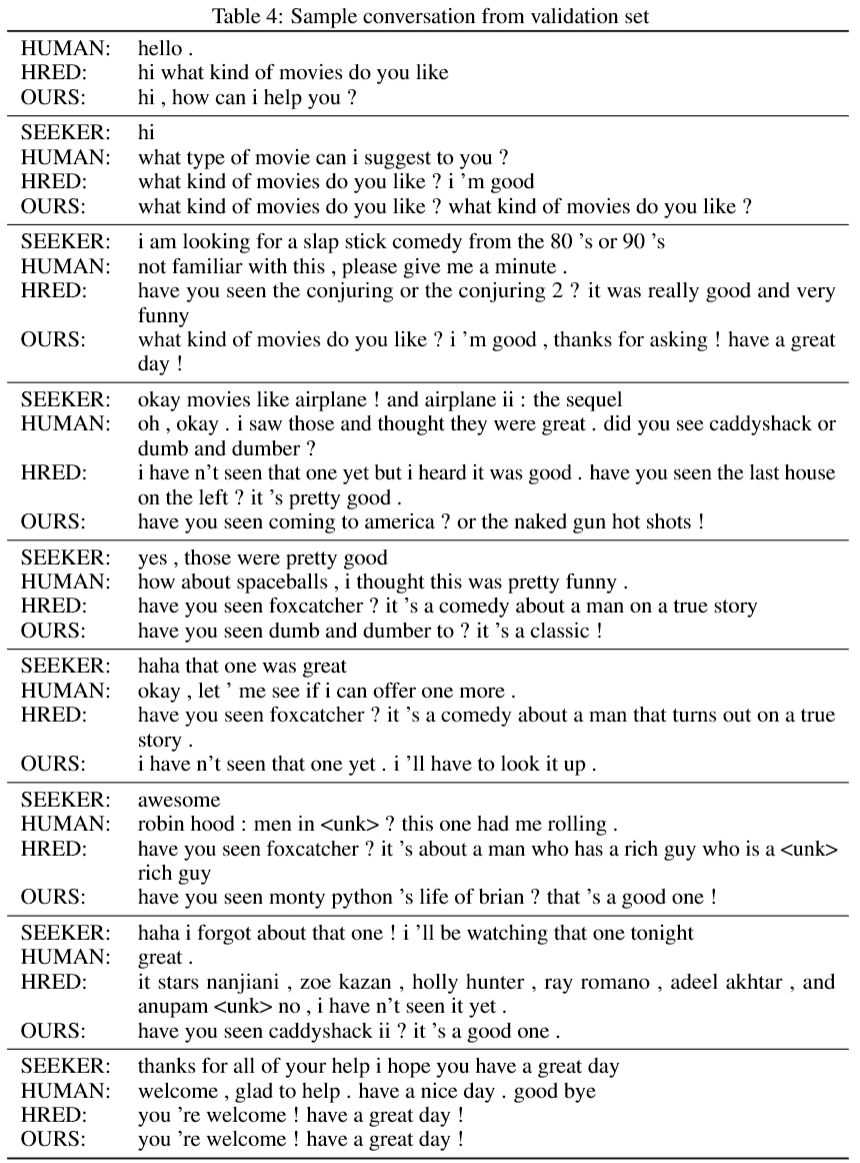 Table 4: Sample conversation from validation set
HUMAN: hello .
HRED: hi what kind of movies do you like
OURS: hi , how can i help you ?
SEEKER: hi
HUMAN: what type of movie can i suggest to you ?
HRED: what kind of movies do you like ? i 'm good
OURS: what kind of movies do you like ? what kind of movies do you like ?
SEEKER: i am looking for a slap stick comedy from the 80 's or 90 's
HUMAN: not familiar with this , please give me a minute .
HRED: have you seen the conjuring or the conjuring 2 ? it was really good and very
funny
OURS: what kind of movies do you like ? i 'm good , thanks for asking ! have a great
day !
SEEKER: okay movies like airplane ! and airplane ii : the sequel
HUMAN: oh , okay . i saw those and thought they were great . did you see caddyshack or
dumb and dumber ?
HRED: i have n't seen that one yet but i heard it was good . have you seen the last house
on the left ? it 's pretty good .
OURS: have you seen coming to america ? or the naked gun hot shots !
SEEKER: yes , those were pretty good
HUMAN: how about spaceballs , i thought this was pretty funny .
HRED: have you seen foxcatcher ? it 's a comedy about a man on a true story
OURS: have you seen dumb and dumber to ? it 's a classic !
SEEKER: haha that one was great
HUMAN: okay , let ' me see if i can offer one more .
HRED: have you seen foxcatcher ? it 's a comedy about a man that turns out on a true
story .
OURS: i have n't seen that one yet . i 'll have to look it up .
SEEKER: awesome
HUMAN: robin hood : men in <unk> ? this one had me rolling .
HRED: have you seen foxcatcher ? it 's about a man who has a rich guy who is a <unk>
rich guy
OURS: have you seen monty python 's life of brian ? that 's a good one !
SEEKER: haha i forgot about that one ! i 'll be watching that one tonight
HUMAN: great .
HRED: it stars nanjiani , zoe kazan , holly hunter , ray romano , adeel akhtar , and
anupam <unk> no , i have n't seen it yet .
OURS: have you seen caddyshack ii ? it 's a good one .
SEEKER: thanks for all of your help i hope you have a great day
HUMAN: welcome , glad to help . have a nice day . good bye
HRED: you 're welcome ! have a great day !
OURS: you 're welcome ! have a great day !